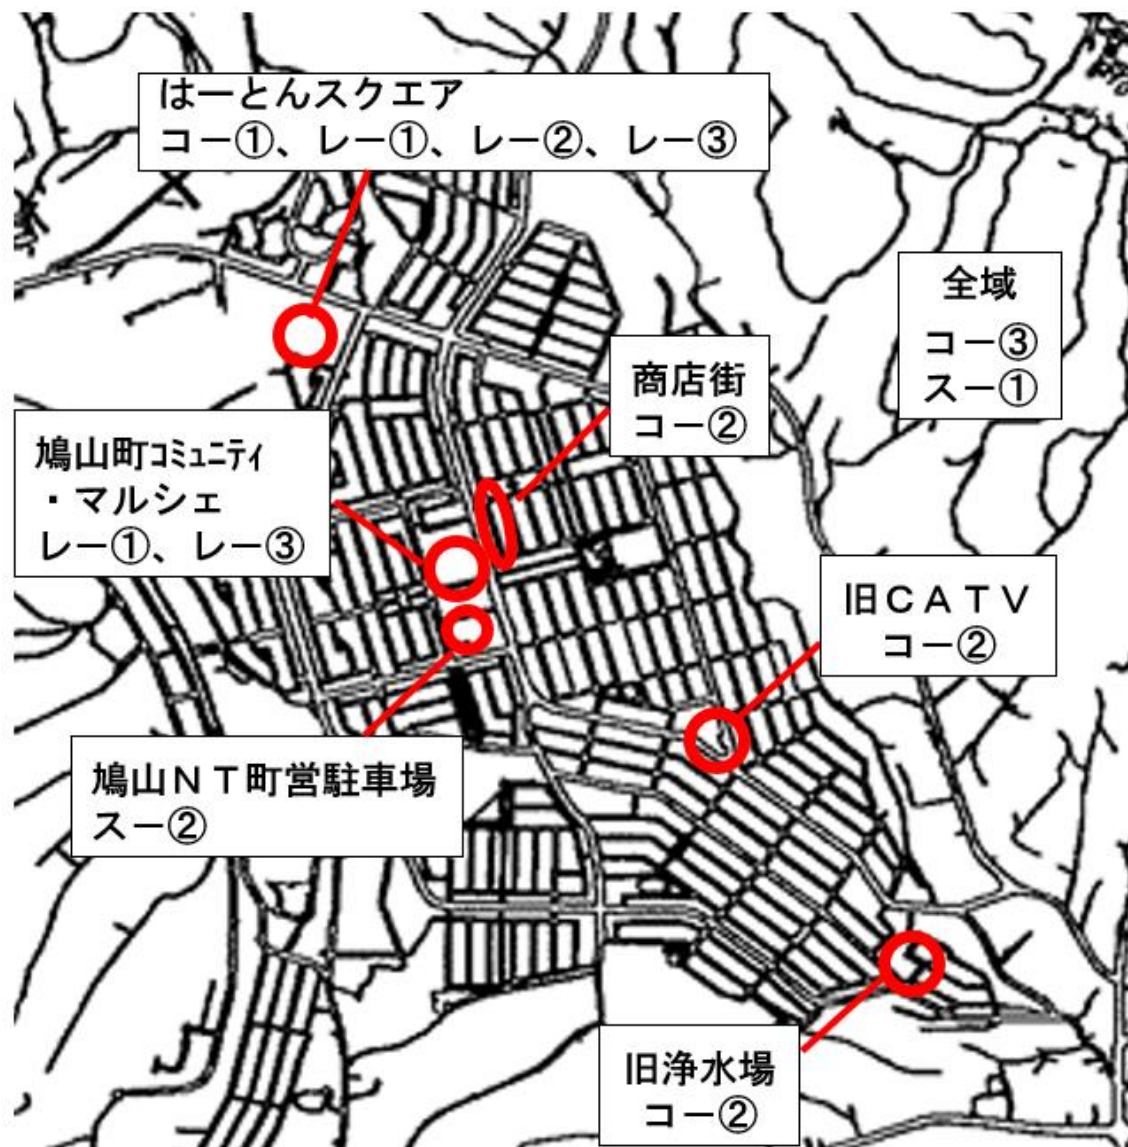 はーとんスクエア
コー①、レー①、レー②、レー③
全域
コー③
スー①
商店街
コー②
鳩山町ｺﾐｭﾆﾃｨ
・マルシェ
レー①、レー③
旧ＣＡＴＶ
コー②
鳩山ＮＴ町営駐車場
スー②
旧浄水場
コー②